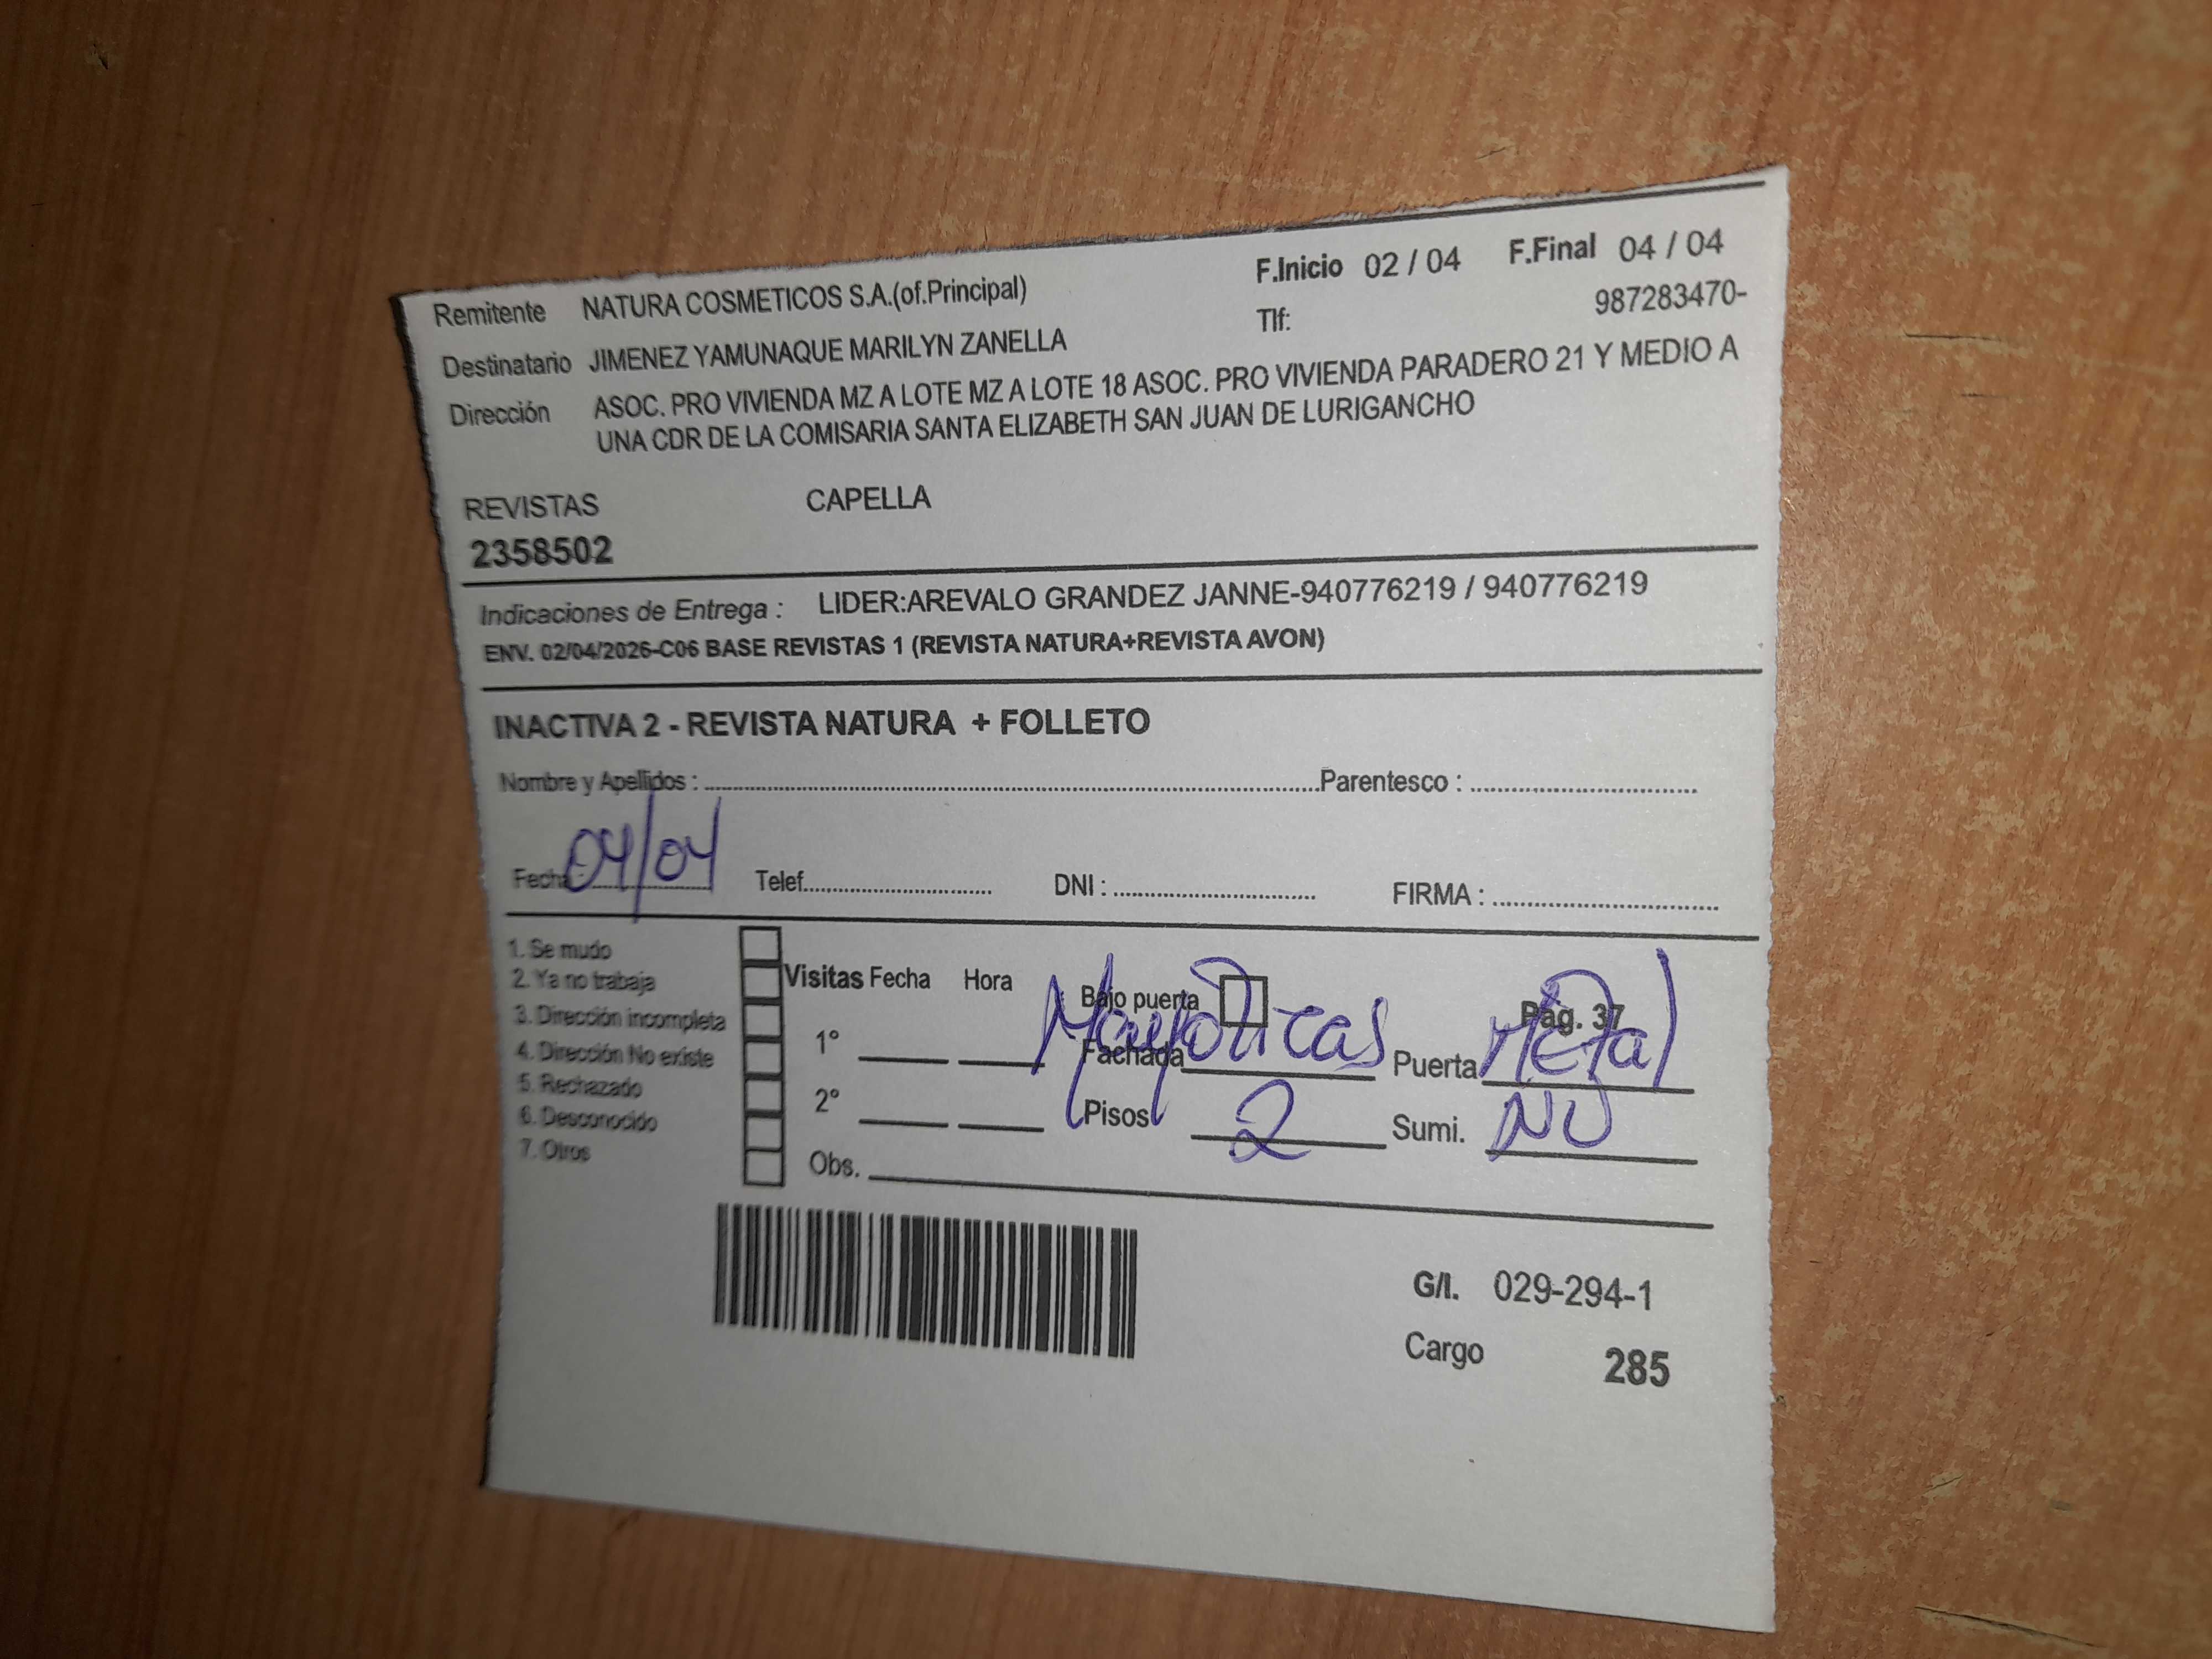 Remitente NATURA COSMETICOS S.A.(of.Principal) F.Inicio 02 / 04 F.Final 04 / 04
Destinatario JIMENEZ YAMUNAQUE MARILYN ZANELLA Tlf: 987283470-
Dirección ASOC. PRO VIVIENDA MZ A LOTE MZ A LOTE 18 ASOC. PRO VIVIENDA PARADERO 21 Y MEDIO A
UNA CDR DE LA COMISARIA SANTA ELIZABETH SAN JUAN DE LURIGANCHO
REVISTAS CAPELLA
2358502
Indicaciones de Entrega : LIDER:AREVALO GRANDEZ JANNE-940776219 / 940776219
ENV. 02/04/2026-C06 BASE REVISTAS 1 (REVISTA NATURA+REVISTA AVON)
INACTIVA 2 - REVISTA NATURA + FOLLETO
Nombre y Apellidos : Parentesco :
Fecha : 04/04 Telef. DNI : FIRMA :
1. Se mudo
2. Ya no trabaja
3. Dirección incompleta
4. Dirección No existe
5. Rechazado
6. Desconocido
7. Otros
Visitas Fecha Hora
1°
2°
Obs.
Bajo puerta Pág. 37
Fachada Mayólicas Puerta Metal
Pisos 2 Sumi. NU
G/I. 029-294-1
Cargo 285